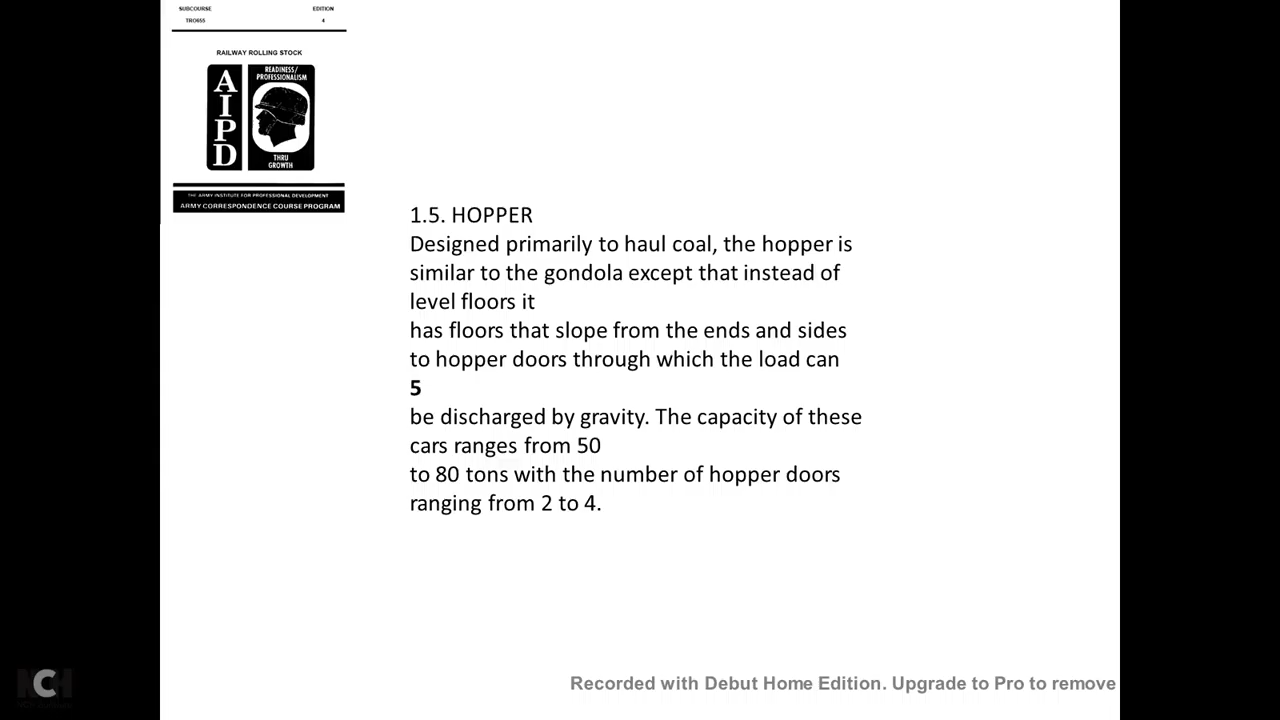 SUBCOURSE EDITION
TRO655 4
RAILWAY ROLLING STOCK
AIPD
READINESS/
PROFESSIONALISM
THRU
GROWTH
THE ARMY INSTITUTE FOR PROFESSIONAL DEVELOPMENT
ARMY CORRESPONDENCE COURSE PROGRAM
1.5. HOPPER
Designed primarily to haul coal, the hopper is
similar to the gondola except that instead of
level floors it
has floors that slope from the ends and sides
to hopper doors through which the load can
5
be discharged by gravity. The capacity of these
cars ranges from 50
to 80 tons with the number of hopper doors
ranging from 2 to 4.
NCH
Recorded with Debut Home Edition. Upgrade to Pro to remove